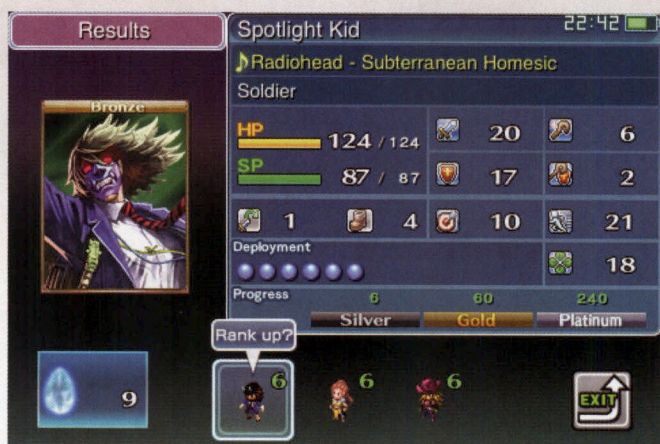 Results
Spotlight Kid
22:42
Radiohead - Subterranean Homesic
Soldier
Bronze
HP 124 / 124
20
6
SP 87 / 87
17
2
1
4
10
21
Deployment
18
Progress
6 60 240
Silver Gold Platinum
Rank up?
9
6
6
6
EXIT